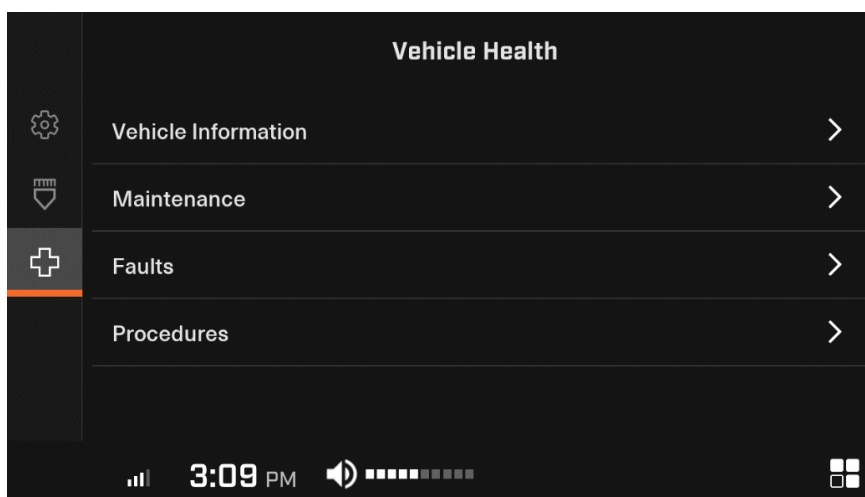 Vehicle Health
Vehicle Information
Maintenance
Faults
Procedures
3:09 PM